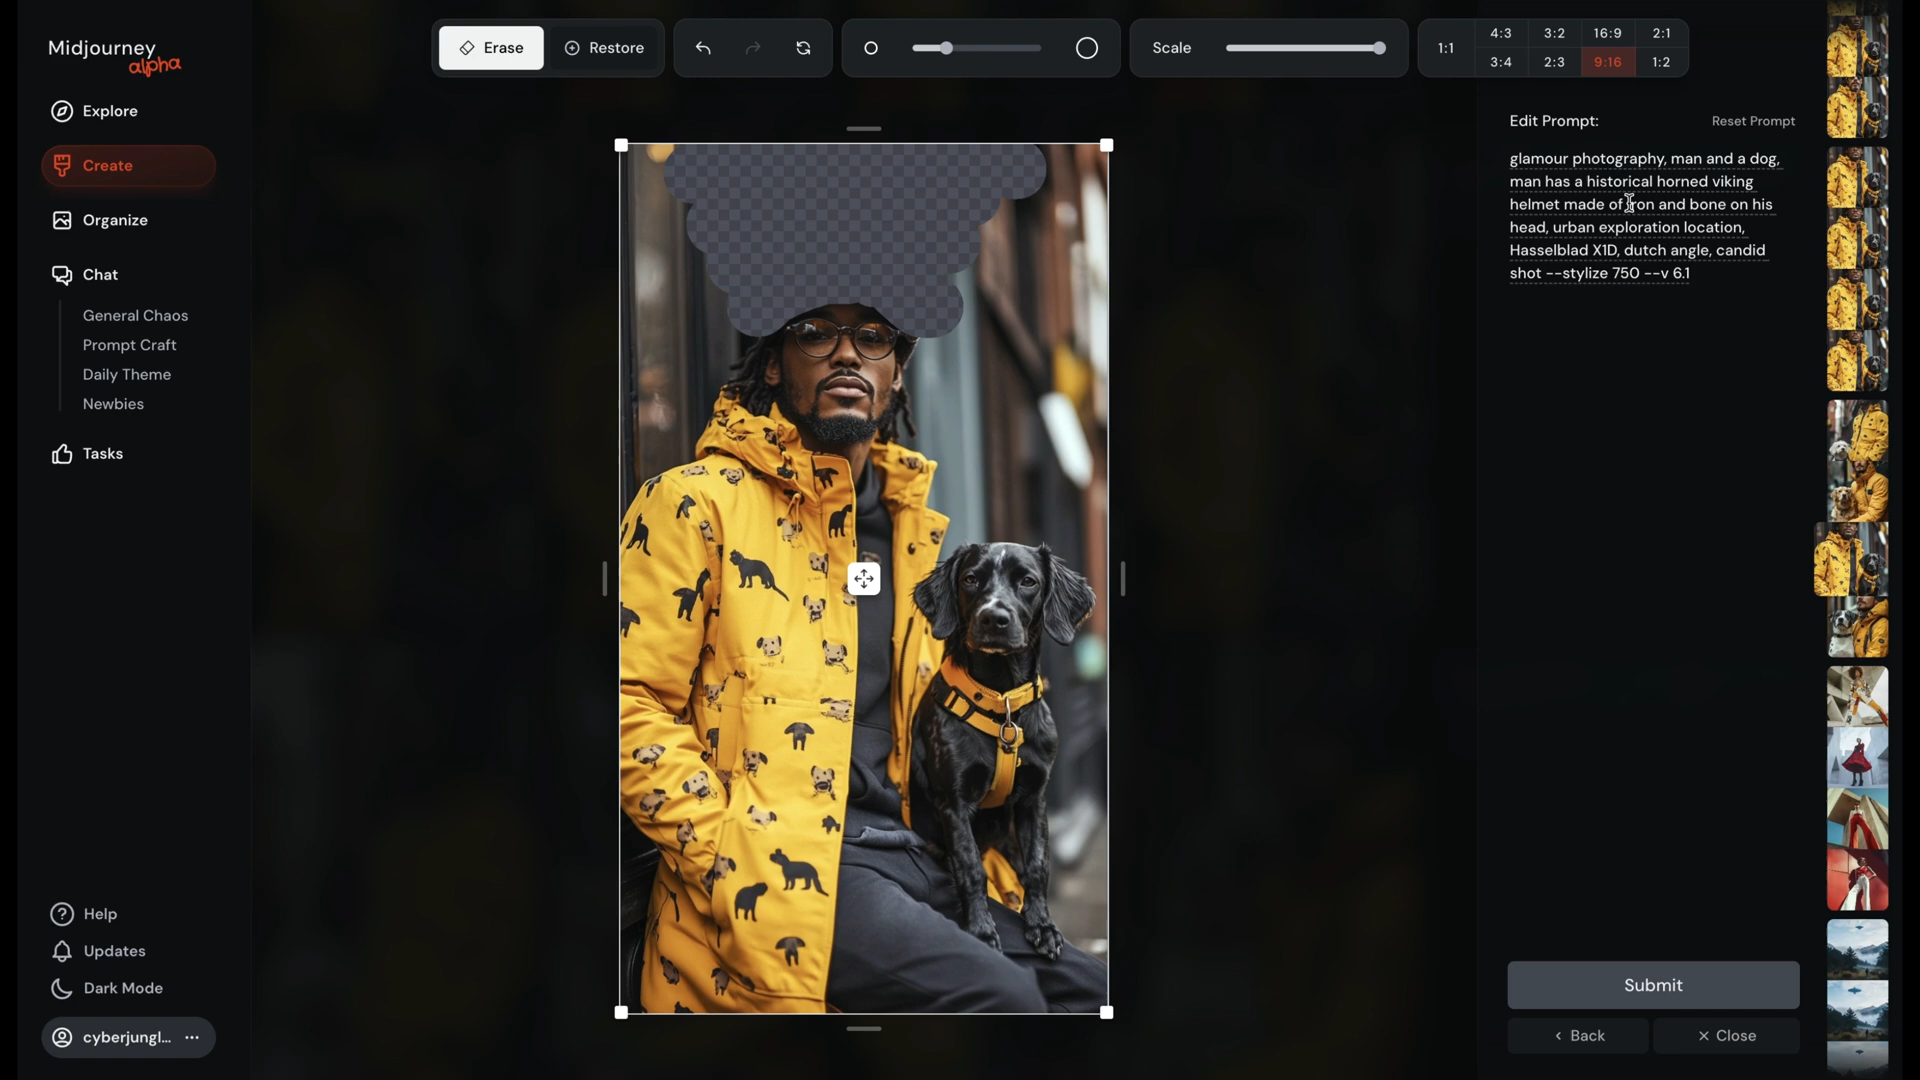 Midjourney
alpha
Explore
Create
Organize
Chat
General Chaos
Prompt Craft
Daily Theme
Newbies
Tasks
Help
Updates
Dark Mode
cyberjungl... ···
Erase
Restore
Scale
1:1
4:3 3:2 16:9 2:1
3:4 2:3 9:16 1:2
Edit Prompt:
Reset Prompt
glamour photography, man and a dog,
man has a historical horned viking
helmet made of iron and bone on his
head, urban exploration location,
Hasselblad X1D, dutch angle, candid
shot --stylize 750 --v 6.1
Submit
Back
Close